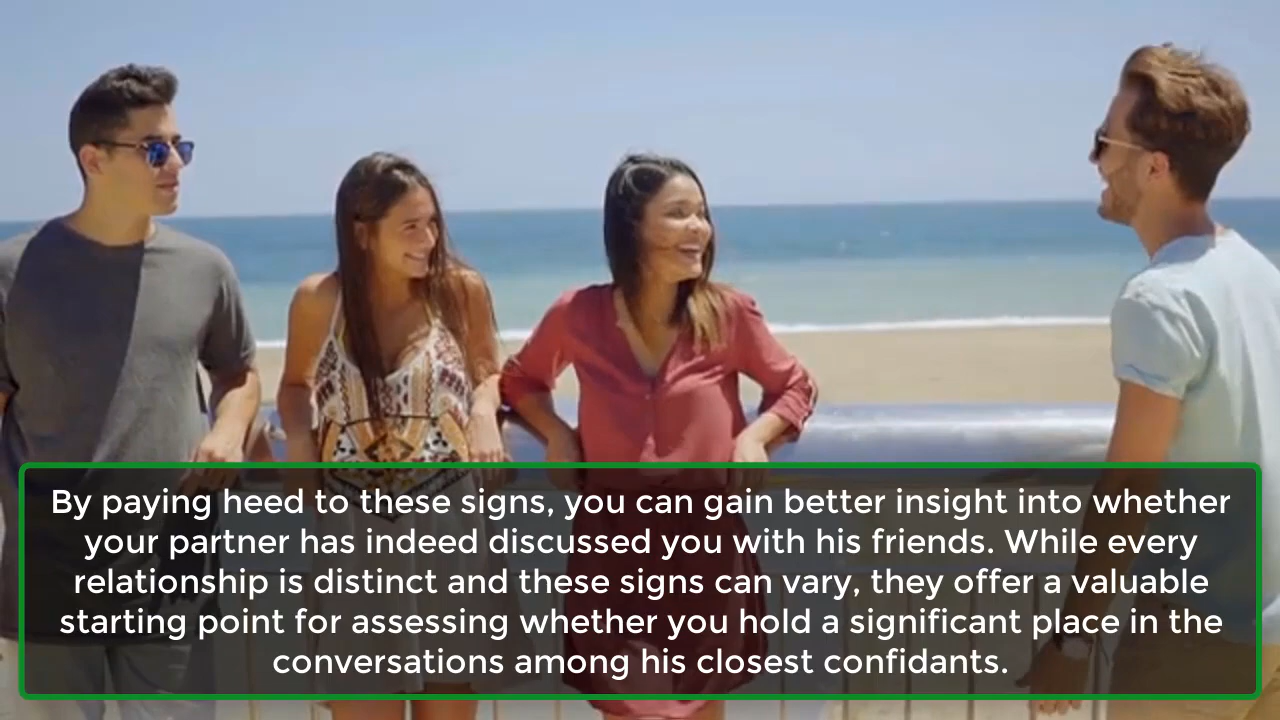 By paying heed to these signs, you can gain better insight into whether
your partner has indeed discussed you with his friends. While every
relationship is distinct and these signs can vary, they offer a valuable
starting point for assessing whether you hold a significant place in the
conversations among his closest confidants.